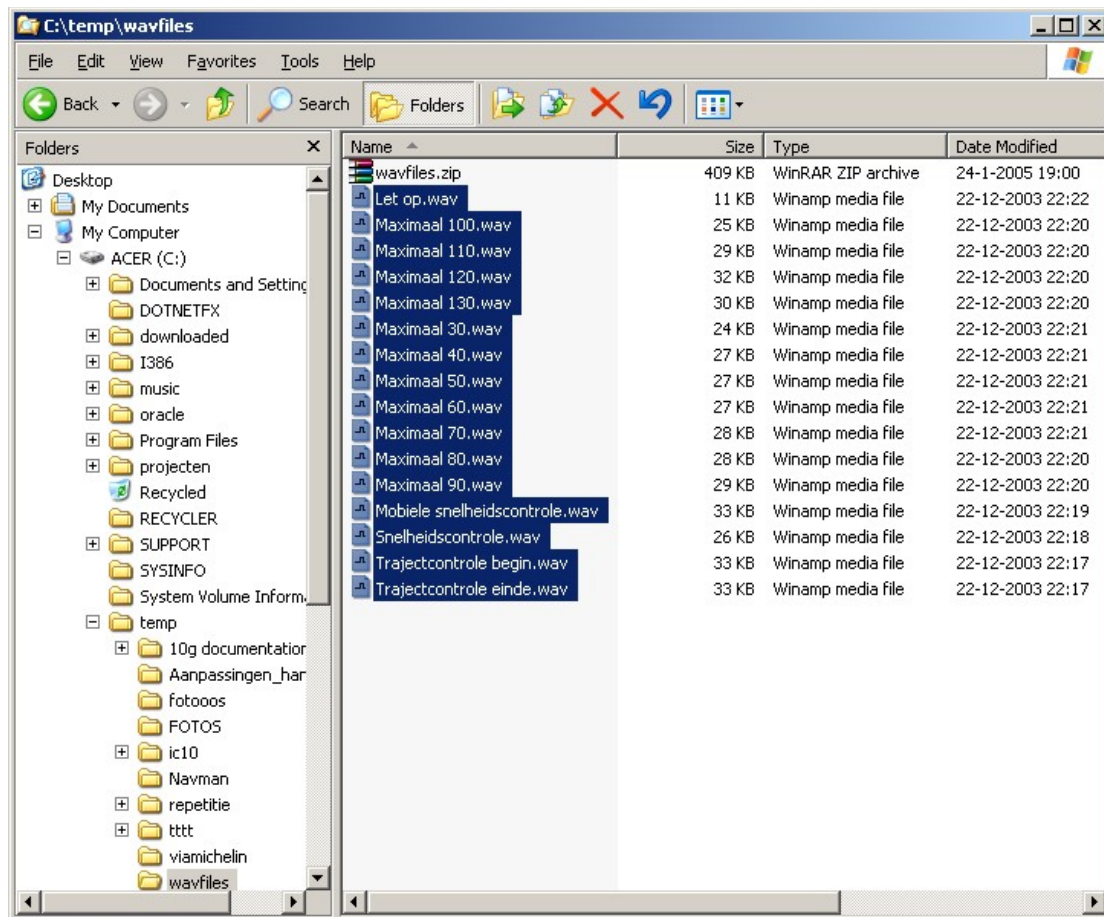 C:\temp\wavfiles
File Edit View Favorites Tools Help
Back Search Folders
Folders
Desktop
My Documents
My Computer
ACER (C:)
Documents and Setting
DOTNETFX
downloaded
I386
music
oracle
Program Files
projecten
Recycled
RECYCLER
SUPPORT
SYSINFO
System Volume Inform
temp
10g documentation
Aanpassingen_har
fotooos
FOTOS
ic10
Navman
repetitie
tttt
viamichelin
wavfiles
Name Size Type Date Modified
wavfiles.zip 409 KB WinRAR ZIP archive 24-1-2005 19:00
Let op.wav 11 KB Winamp media file 22-12-2003 22:22
Maximaal 100.wav 25 KB Winamp media file 22-12-2003 22:20
Maximaal 110.wav 29 KB Winamp media file 22-12-2003 22:20
Maximaal 120.wav 32 KB Winamp media file 22-12-2003 22:20
Maximaal 130.wav 30 KB Winamp media file 22-12-2003 22:20
Maximaal 30.wav 24 KB Winamp media file 22-12-2003 22:21
Maximaal 40.wav 27 KB Winamp media file 22-12-2003 22:21
Maximaal 50.wav 27 KB Winamp media file 22-12-2003 22:21
Maximaal 60.wav 27 KB Winamp media file 22-12-2003 22:21
Maximaal 70.wav 28 KB Winamp media file 22-12-2003 22:21
Maximaal 80.wav 28 KB Winamp media file 22-12-2003 22:20
Maximaal 90.wav 29 KB Winamp media file 22-12-2003 22:20
Mobiele snelheidscontrole.wav 33 KB Winamp media file 22-12-2003 22:19
Snelheidscontrole.wav 26 KB Winamp media file 22-12-2003 22:18
Trajectcontrole begin.wav 33 KB Winamp media file 22-12-2003 22:17
Trajectcontrole einde.wav 33 KB Winamp media file 22-12-2003 22:17